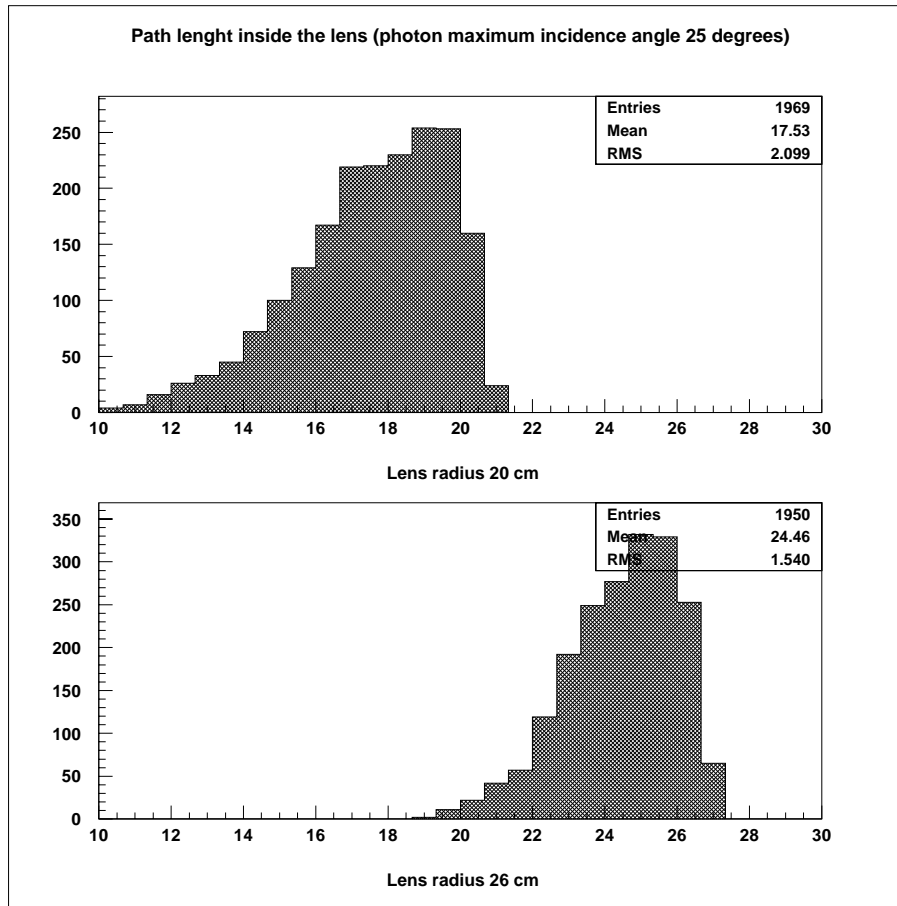 Path lenght inside the lens (photon maximum incidence angle 25 degrees)
Entries 1969
Mean 17.53
RMS 2.099
250
200
150
100
50
0
10 12 14 16 18 20 22 24 26 28 30
Lens radius 20 cm
Entries 1950
Mean 24.46
RMS 1.540
350
300
250
200
150
100
50
0
10 12 14 16 18 20 22 24 26 28 30
Lens radius 26 cm